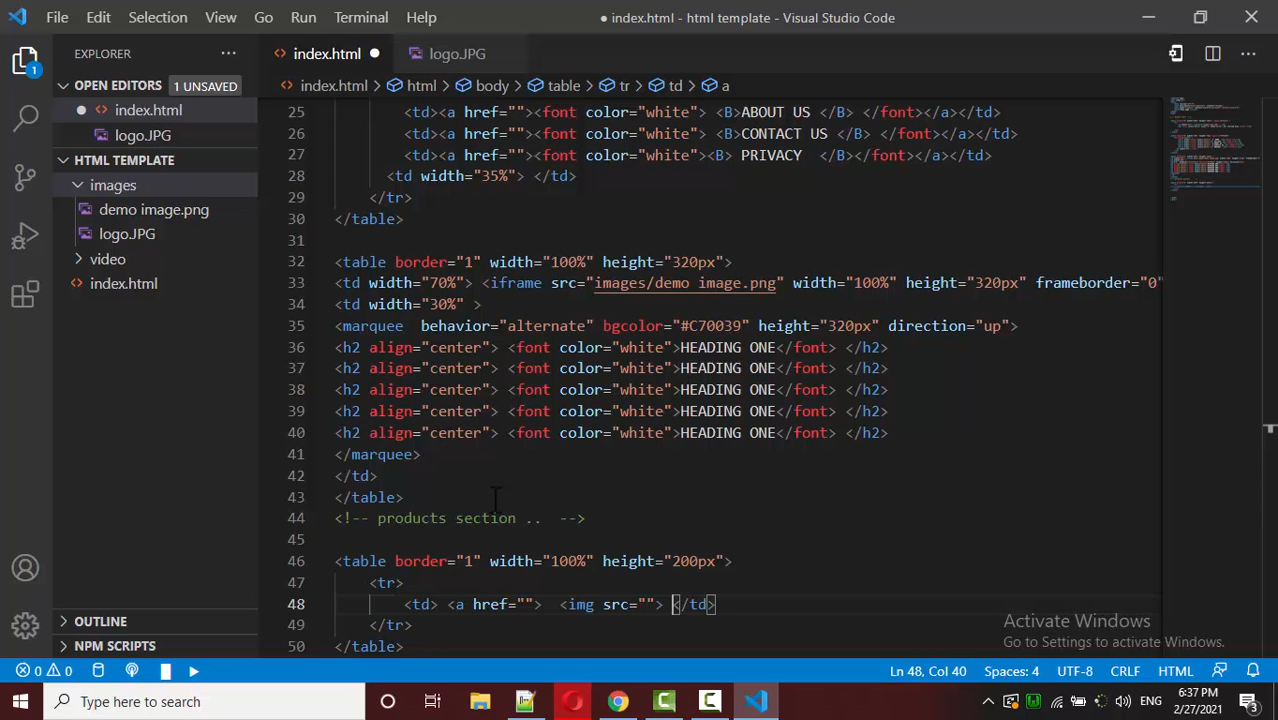 File Edit Selection View Go Run Terminal Help ● index.html - html template - Visual Studio Code
EXPLORER ···
index.html ●
logo.JPG
OPEN EDITORS 1 UNSAVED
index.html > html > body > table > tr > td > a
1
● <> index.html
logo.JPG
HTML TEMPLATE
images
demo image.png
logo.JPG
video
<> index.html
OUTLINE
NPM SCRIPTS
25 <td><a href=""><font color="white"> <B>ABOUT US </B> </font></a></td>
26 <td><a href=""><font color="white"> <B>CONTACT US </B> </font></a></td>
27 <td><a href=""><font color="white"><B> PRIVACY  </B></font></a></td>
28 <td width="35%"> </td>
29 </tr>
30 </table>
31
32 <table border="1" width="100%" height="320px">
33 <td width="70%"> <iframe src="images/demo image.png" width="100%" height="320px" frameborder="0"
34 <td width="30%" >
35 <marquee  behavior="alternate" bgcolor="#C70039" height="320px" direction="up">
36 <h2 align="center"> <font color="white">HEADING ONE</font> </h2>
37 <h2 align="center"> <font color="white">HEADING ONE</font> </h2>
38 <h2 align="center"> <font color="white">HEADING ONE</font> </h2>
39 <h2 align="center"> <font color="white">HEADING ONE</font> </h2>
40 <h2 align="center"> <font color="white">HEADING ONE</font> </h2>
41 </marquee>
42 </td>
43 </table>
44 <!-- products section ..  -->
45
46 <table border="1" width="100%" height="200px">
47 <tr>
48 <td> <a href="">  <img src=""> </td>
49 </tr>
50 </table>
Activate Windows
Go to Settings to activate Windows.
0 0 Ln 48, Col 40 Spaces: 4 UTF-8 CRLF HTML
Type here to search
ENG
6:37 PM
2/27/2021
3